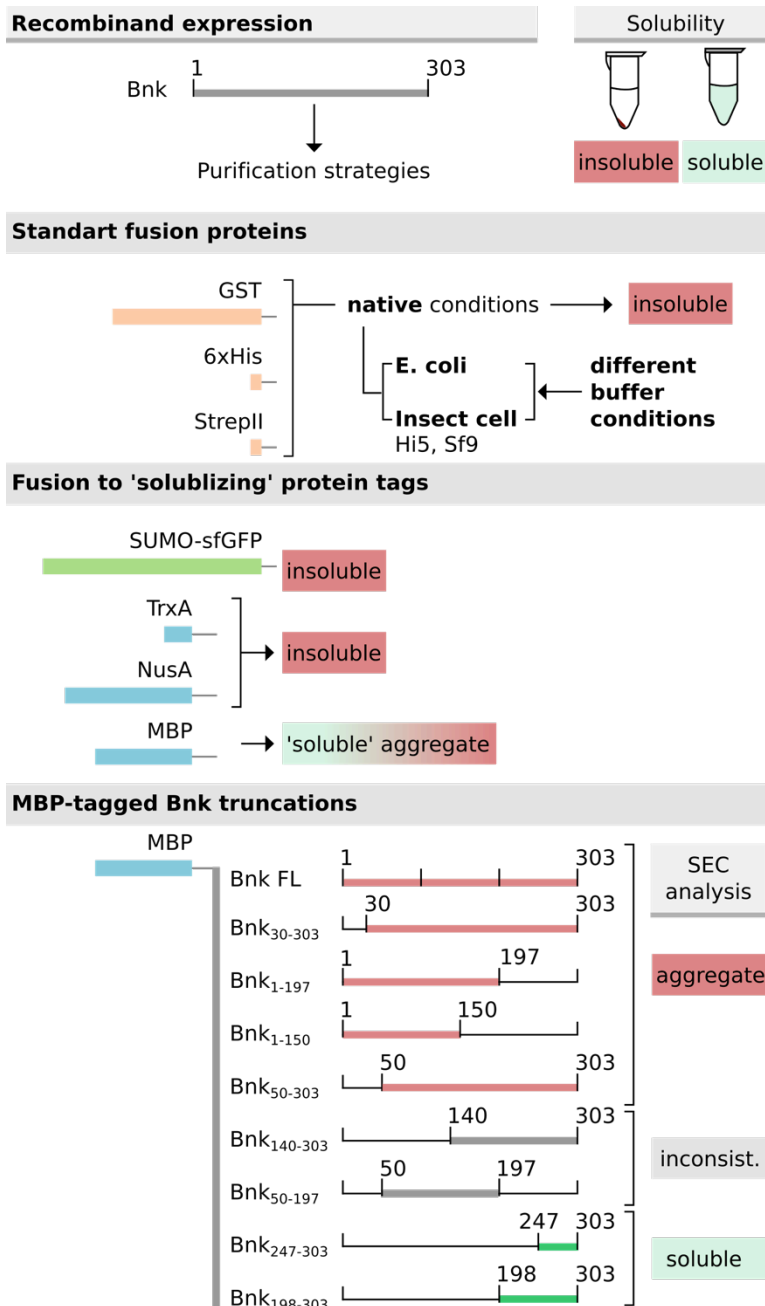 Recombinand expression
Solubility
1 303
Bnk
Purification strategies
insoluble soluble
Standart fusion proteins
GST
native conditions
insoluble
6xHis
E. coli
different
buffer
conditions
StrepII
Insect cell
Hi5, Sf9
Fusion to 'solublizing' protein tags
SUMO-sfGFP
insoluble
TrxA
insoluble
NusA
MBP
'soluble' aggregate
MBP-tagged Bnk truncations
MBP
SEC
analysis
1 303
Bnk FL
30 303
Bnk30-303
1 197
Bnk1-197
aggregate
1 150
Bnk1-150
50 303
Bnk50-303
140 303
Bnk140-303
inconsist.
50 197
Bnk50-197
247 303
Bnk247-303
soluble
198 303
Bnk198-303